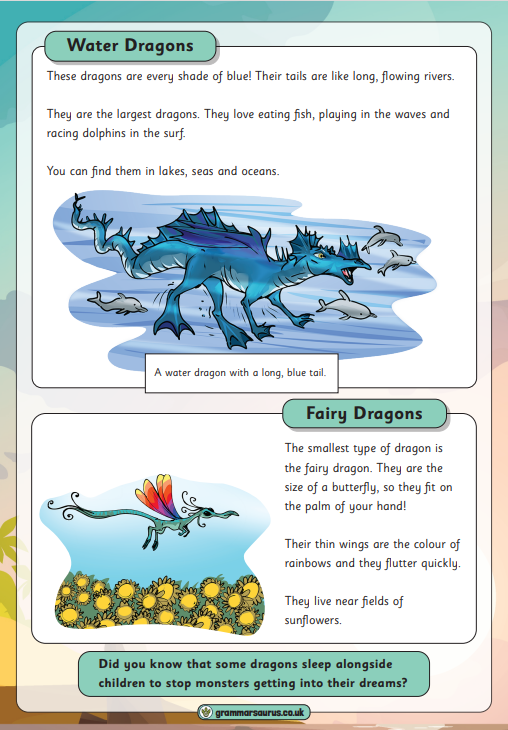 Water Dragons
These dragons are every shade of blue! Their tails are like long, flowing rivers.
They are the largest dragons. They love eating fish, playing in the waves and
racing dolphins in the surf.
You can find them in lakes, seas and oceans.
A water dragon with a long, blue tail.
Fairy Dragons
The smallest type of dragon is
the fairy dragon. They are the
size of a butterfly, so they fit on
the palm of your hand!
Their thin wings are the colour of
rainbows and they flutter quickly.
They live near fields of
sunflowers.
Did you know that some dragons sleep alongside
children to stop monsters getting into their dreams?
grammarsaurus.co.uk